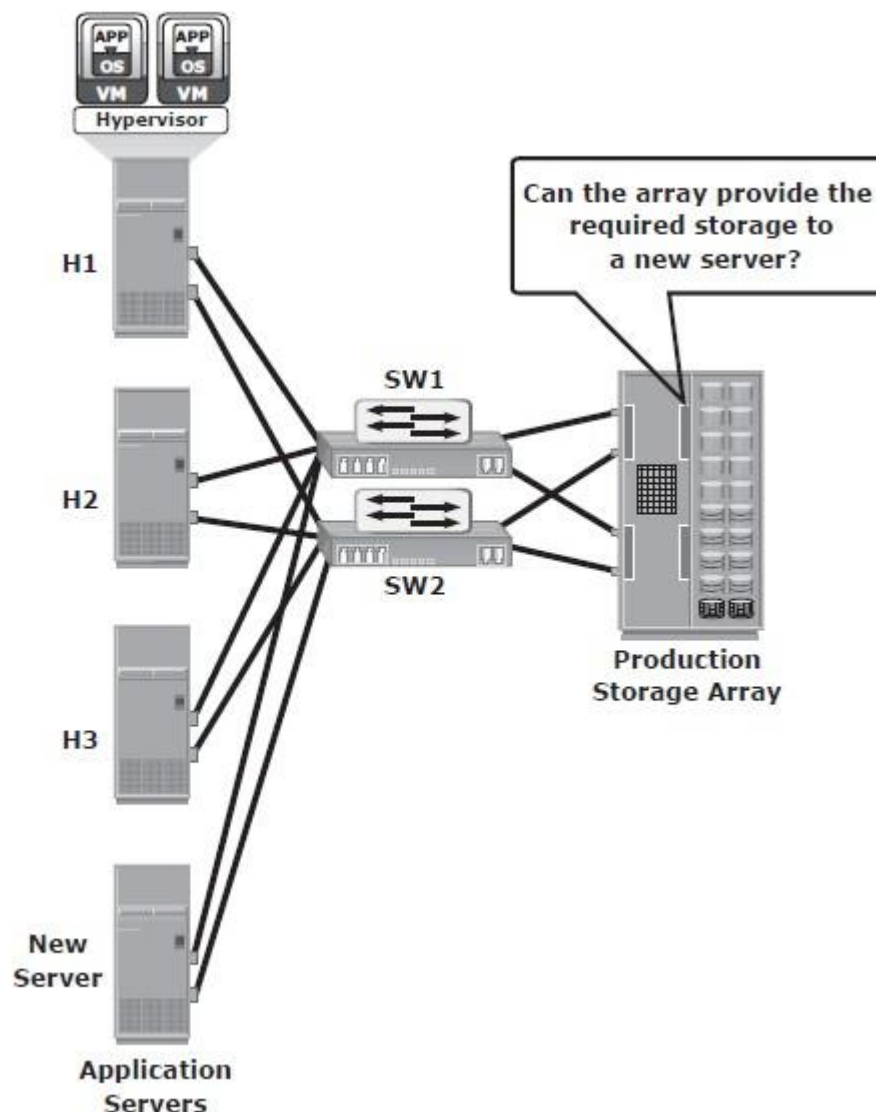 APP APP
OS OS
VM VM
Hypervisor
H1
Can the array provide the
required storage to
a new server?
SW1
H2
SW2
Production
Storage Array
H3
New
Server
Application
Servers